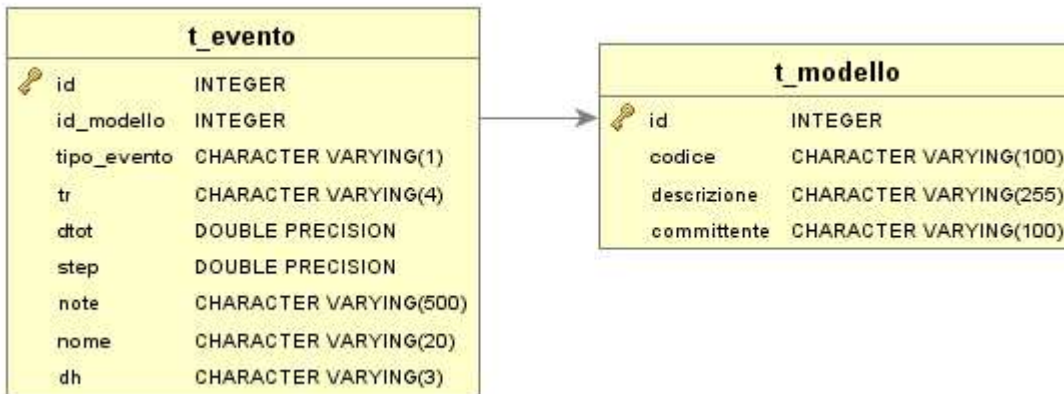 t_evento
id INTEGER
id_modello INTEGER
tipo_evento CHARACTER VARYING(1)
tr CHARACTER VARYING(4)
dtot DOUBLE PRECISION
step DOUBLE PRECISION
note CHARACTER VARYING(500)
nome CHARACTER VARYING(20)
dh CHARACTER VARYING(3)
t_modello
id INTEGER
codice CHARACTER VARYING(100)
descrizione CHARACTER VARYING(255)
committente CHARACTER VARYING(100)